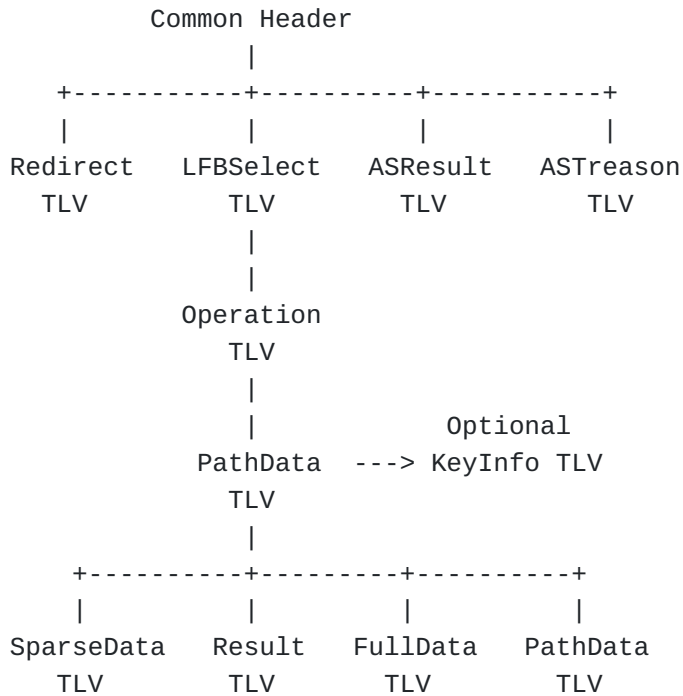 Common Header
|
+-----------+----------+-----------+
| | | |
Redirect LFBSelect ASResult ASTreason
TLV TLV TLV TLV
|
|
Operation
TLV
|
| Optional
PathData ---> KeyInfo TLV
TLV
|
+----------+---------+----------+
| | | |
SparseData Result FullData PathData
TLV TLV TLV TLV